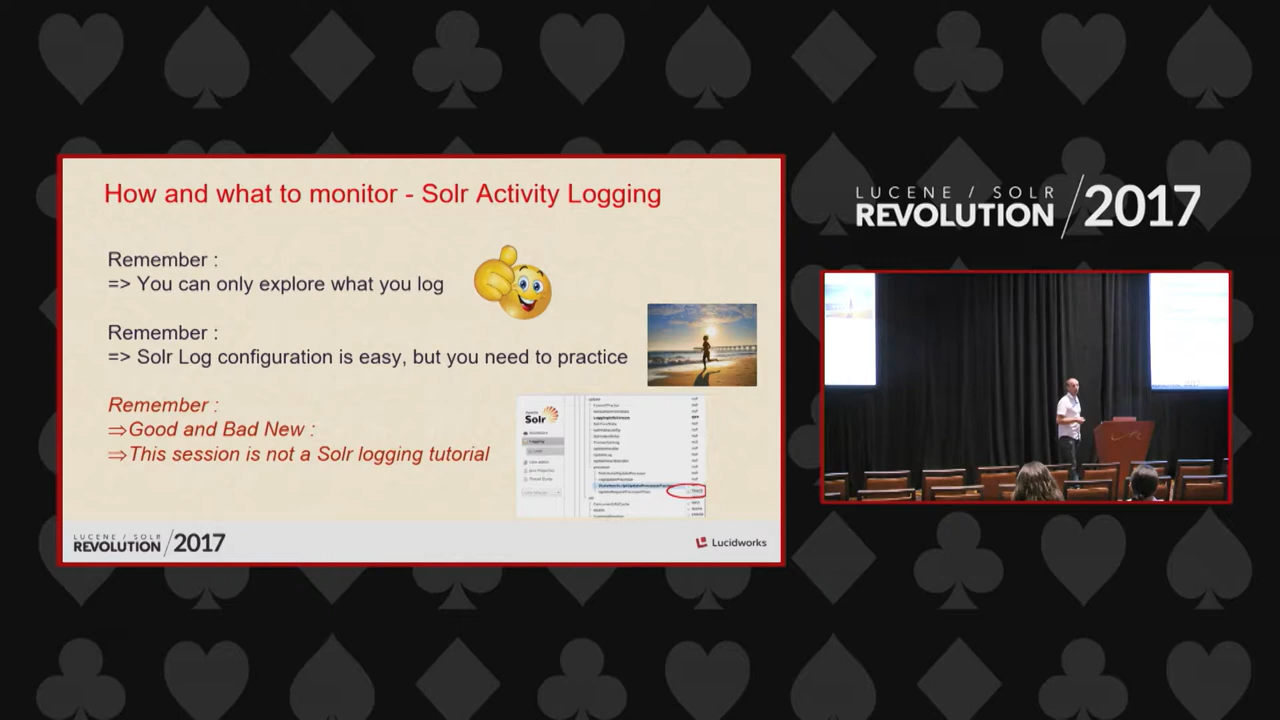 How and what to monitor - Solr Activity Logging
Remember :
=> You can only explore what you log
Remember :
=> Solr Log configuration is easy, but you need to practice
Remember :
⇒Good and Bad New :
⇒This session is not a Solr logging tutorial
Solr
LUCENE / SOLR
REVOLUTION / 2017
Lucidworks
LUCENE / SOLR
REVOLUTION / 2017